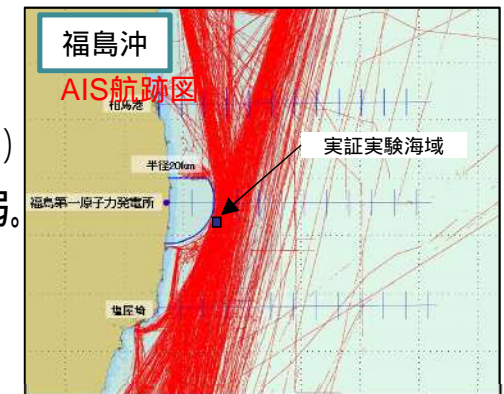 福島沖
AIS航跡図
相馬港
)
実証実験海域
半径20km
福島第一原子力発電所
弱。
塩屋埼